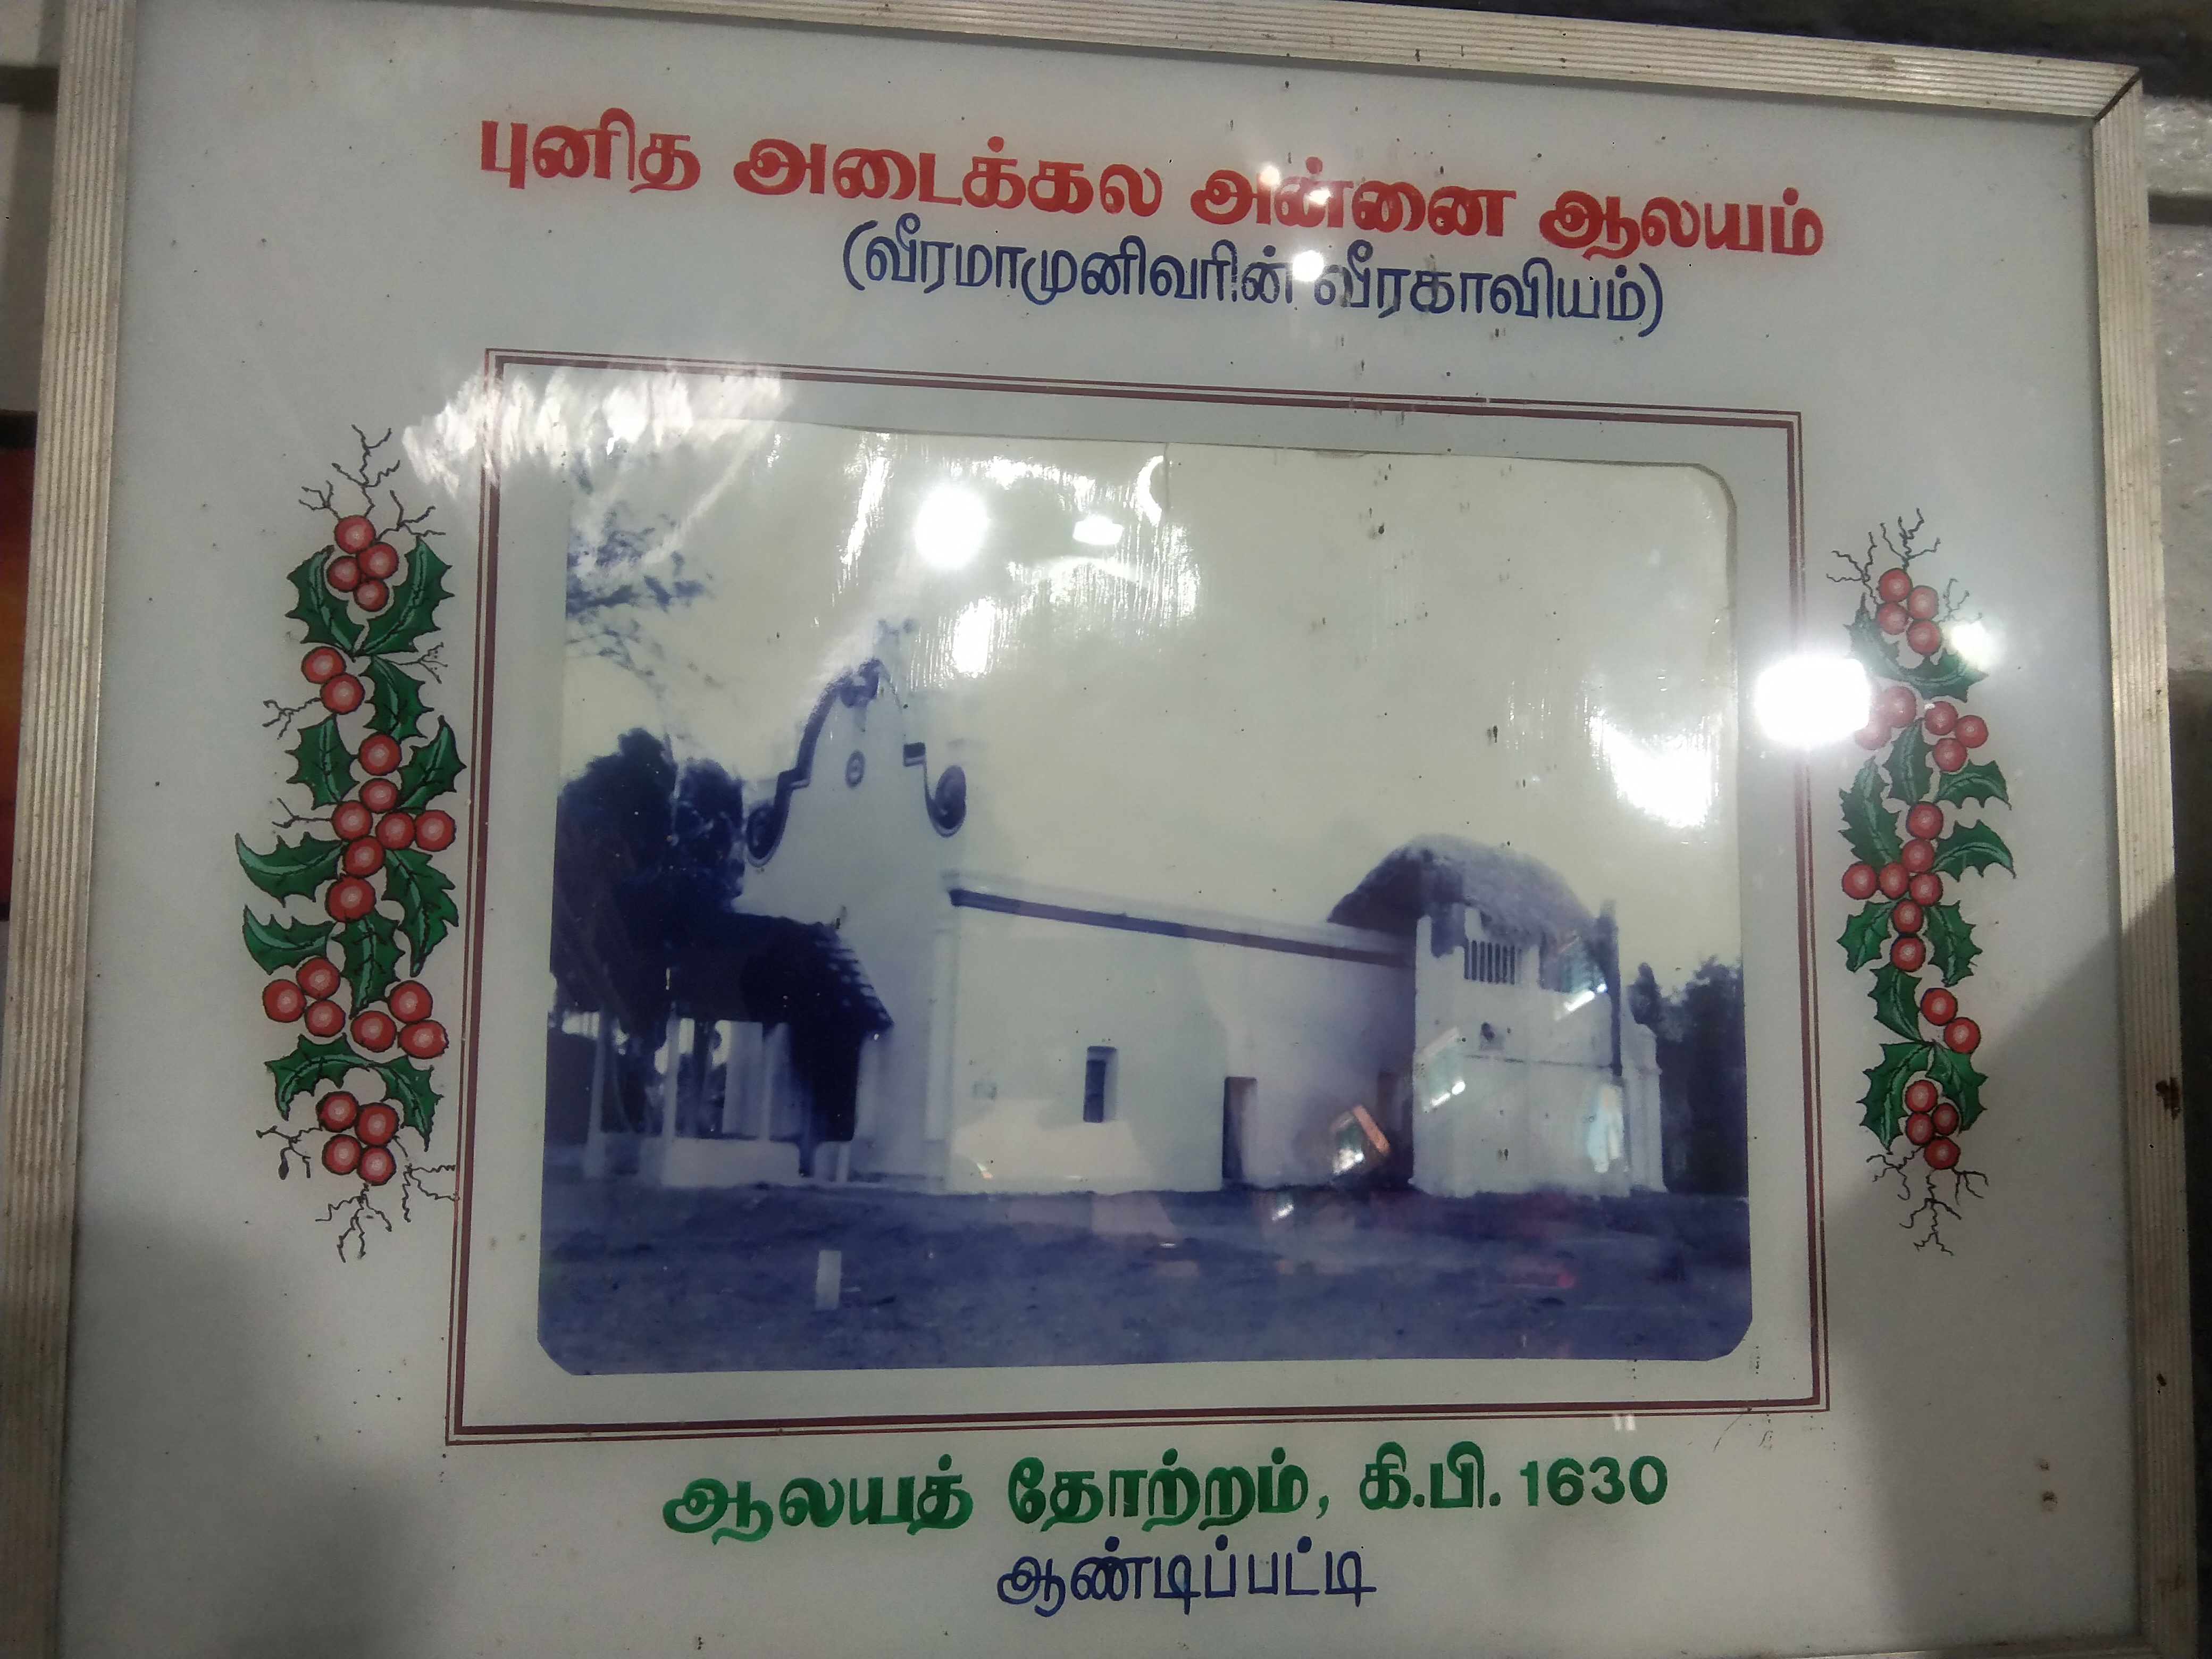 புனித அடைக்கல அன்னை ஆலயம்
(வீரமாமுனிவரின் வீரகாவியம்)
ஆலயத் தோற்றம், கி.பி. 1630
ஆண்டிப்பட்டி